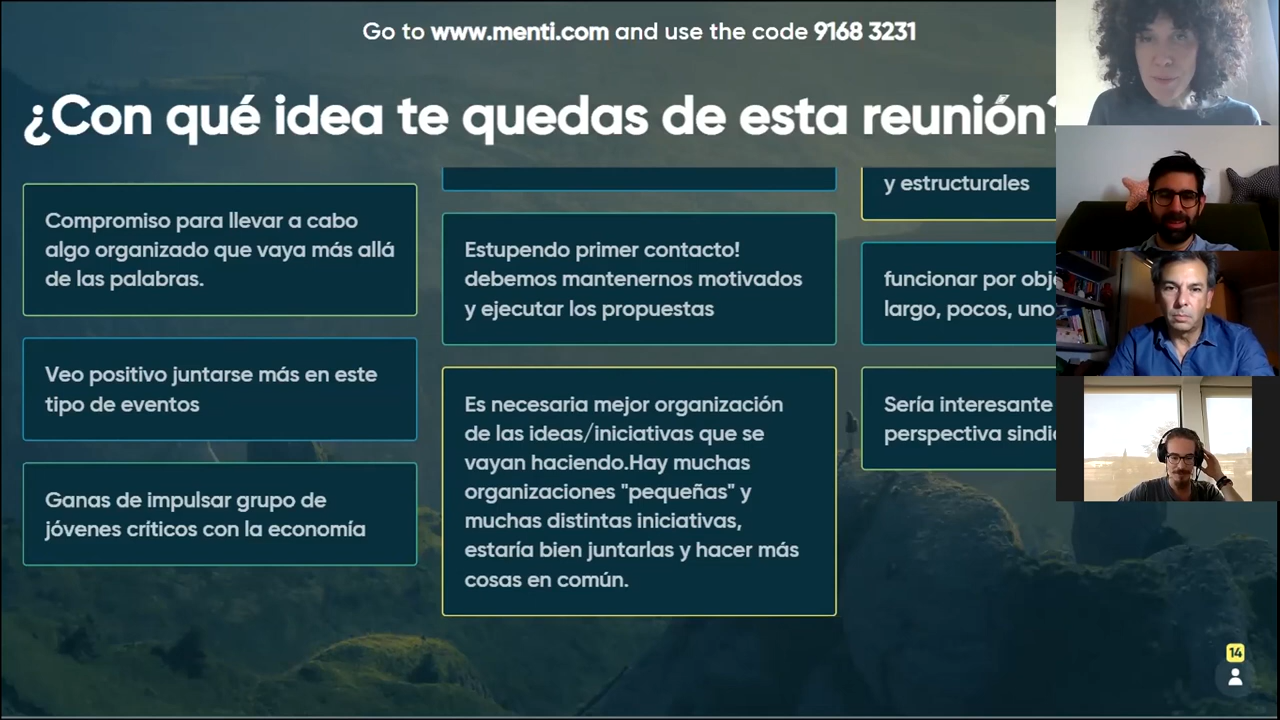 Go to www.menti.com and use the code 9168 3231
¿Con qué idea te quedas de esta reunión?
Compromiso para llevar a cabo
algo organizado que vaya más allá
de las palabras.
Veo positivo juntarse más en este
tipo de eventos
Ganas de impulsar grupo de
jóvenes críticos con la economía
Estupendo primer contacto!
debemos mantenernos motivados
y ejecutar los propuestas
Es necesaria mejor organización
de las ideas/iniciativas que se
vayan haciendo.Hay muchas
organizaciones "pequeñas" y
muchas distintas iniciativas,
estaría bien juntarlas y hacer más
cosas en común.
y estructurales
funcionar por
largo, pocos, uno
Sería interesante
perspectiva
14